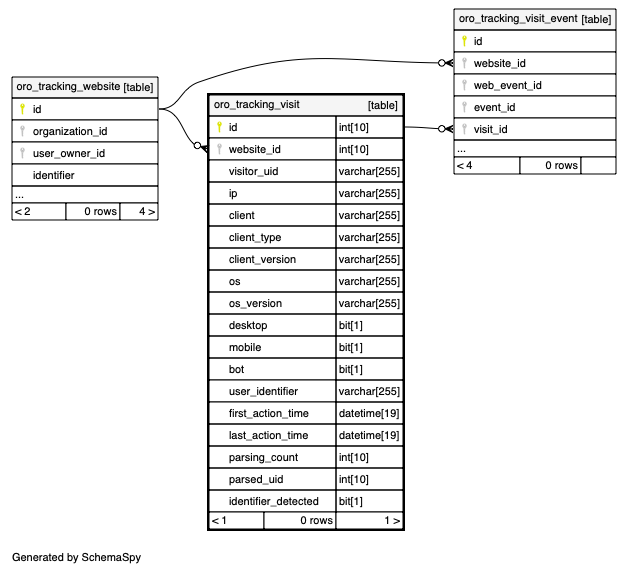 oro_tracking_visit_event [table]
id
website_id
web_event_id
event_id
visit_id
...
< 4 0 rows
oro_tracking_website [table]
id
organization_id
user_owner_id
identifier
...
< 2 0 rows 4 >
oro_tracking_visit [table]
id int[10]
website_id int[10]
visitor_uid varchar[255]
ip varchar[255]
client varchar[255]
client_type varchar[255]
client_version varchar[255]
os varchar[255]
os_version varchar[255]
desktop bit[1]
mobile bit[1]
bot bit[1]
user_identifier varchar[255]
first_action_time datetime[19]
last_action_time datetime[19]
parsing_count int[10]
parsed_uid int[10]
identifier_detected bit[1]
< 1 0 rows 1 >
Generated by SchemaSpy